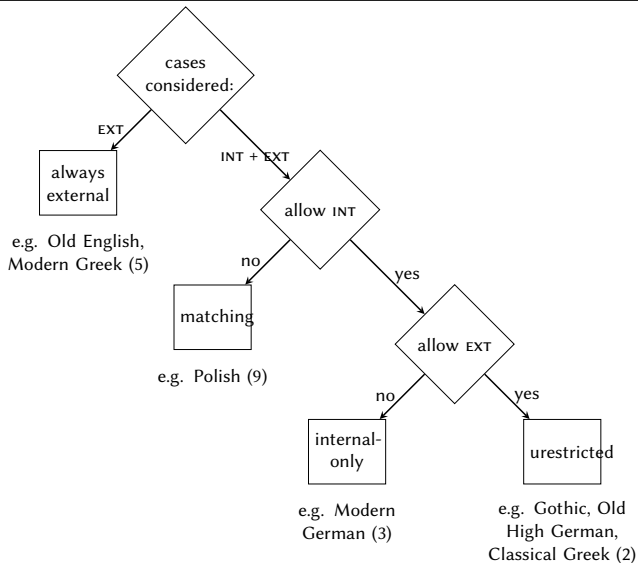 cases
considered:
EXT
INT + EXT
always
external
allow INT
e.g. Old English,
Modern Greek (5)
no
yes
matching
allow EXT
e.g. Polish (9)
no
yes
internal-
only
urestricted
e.g. Modern
German (3)
e.g. Gothic, Old
High German,
Classical Greek (2)